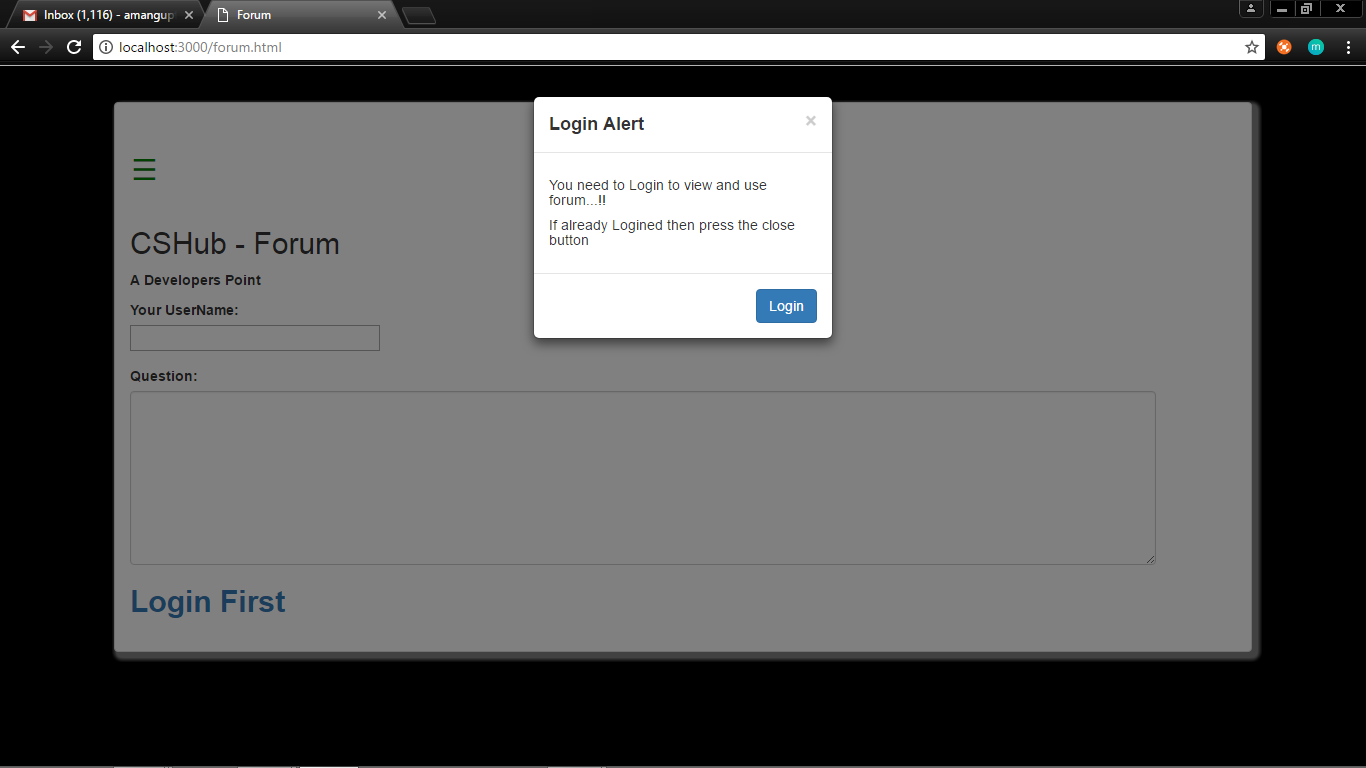 Inbox (1,116) - amangup
Forum
localhost:3000/forum.html
m
Login Alert
×
You need to Login to view and use
forum...!!
If already Logined then press the close
button
Login
CSHub - Forum
A Developers Point
Your UserName:
Question:
Login First